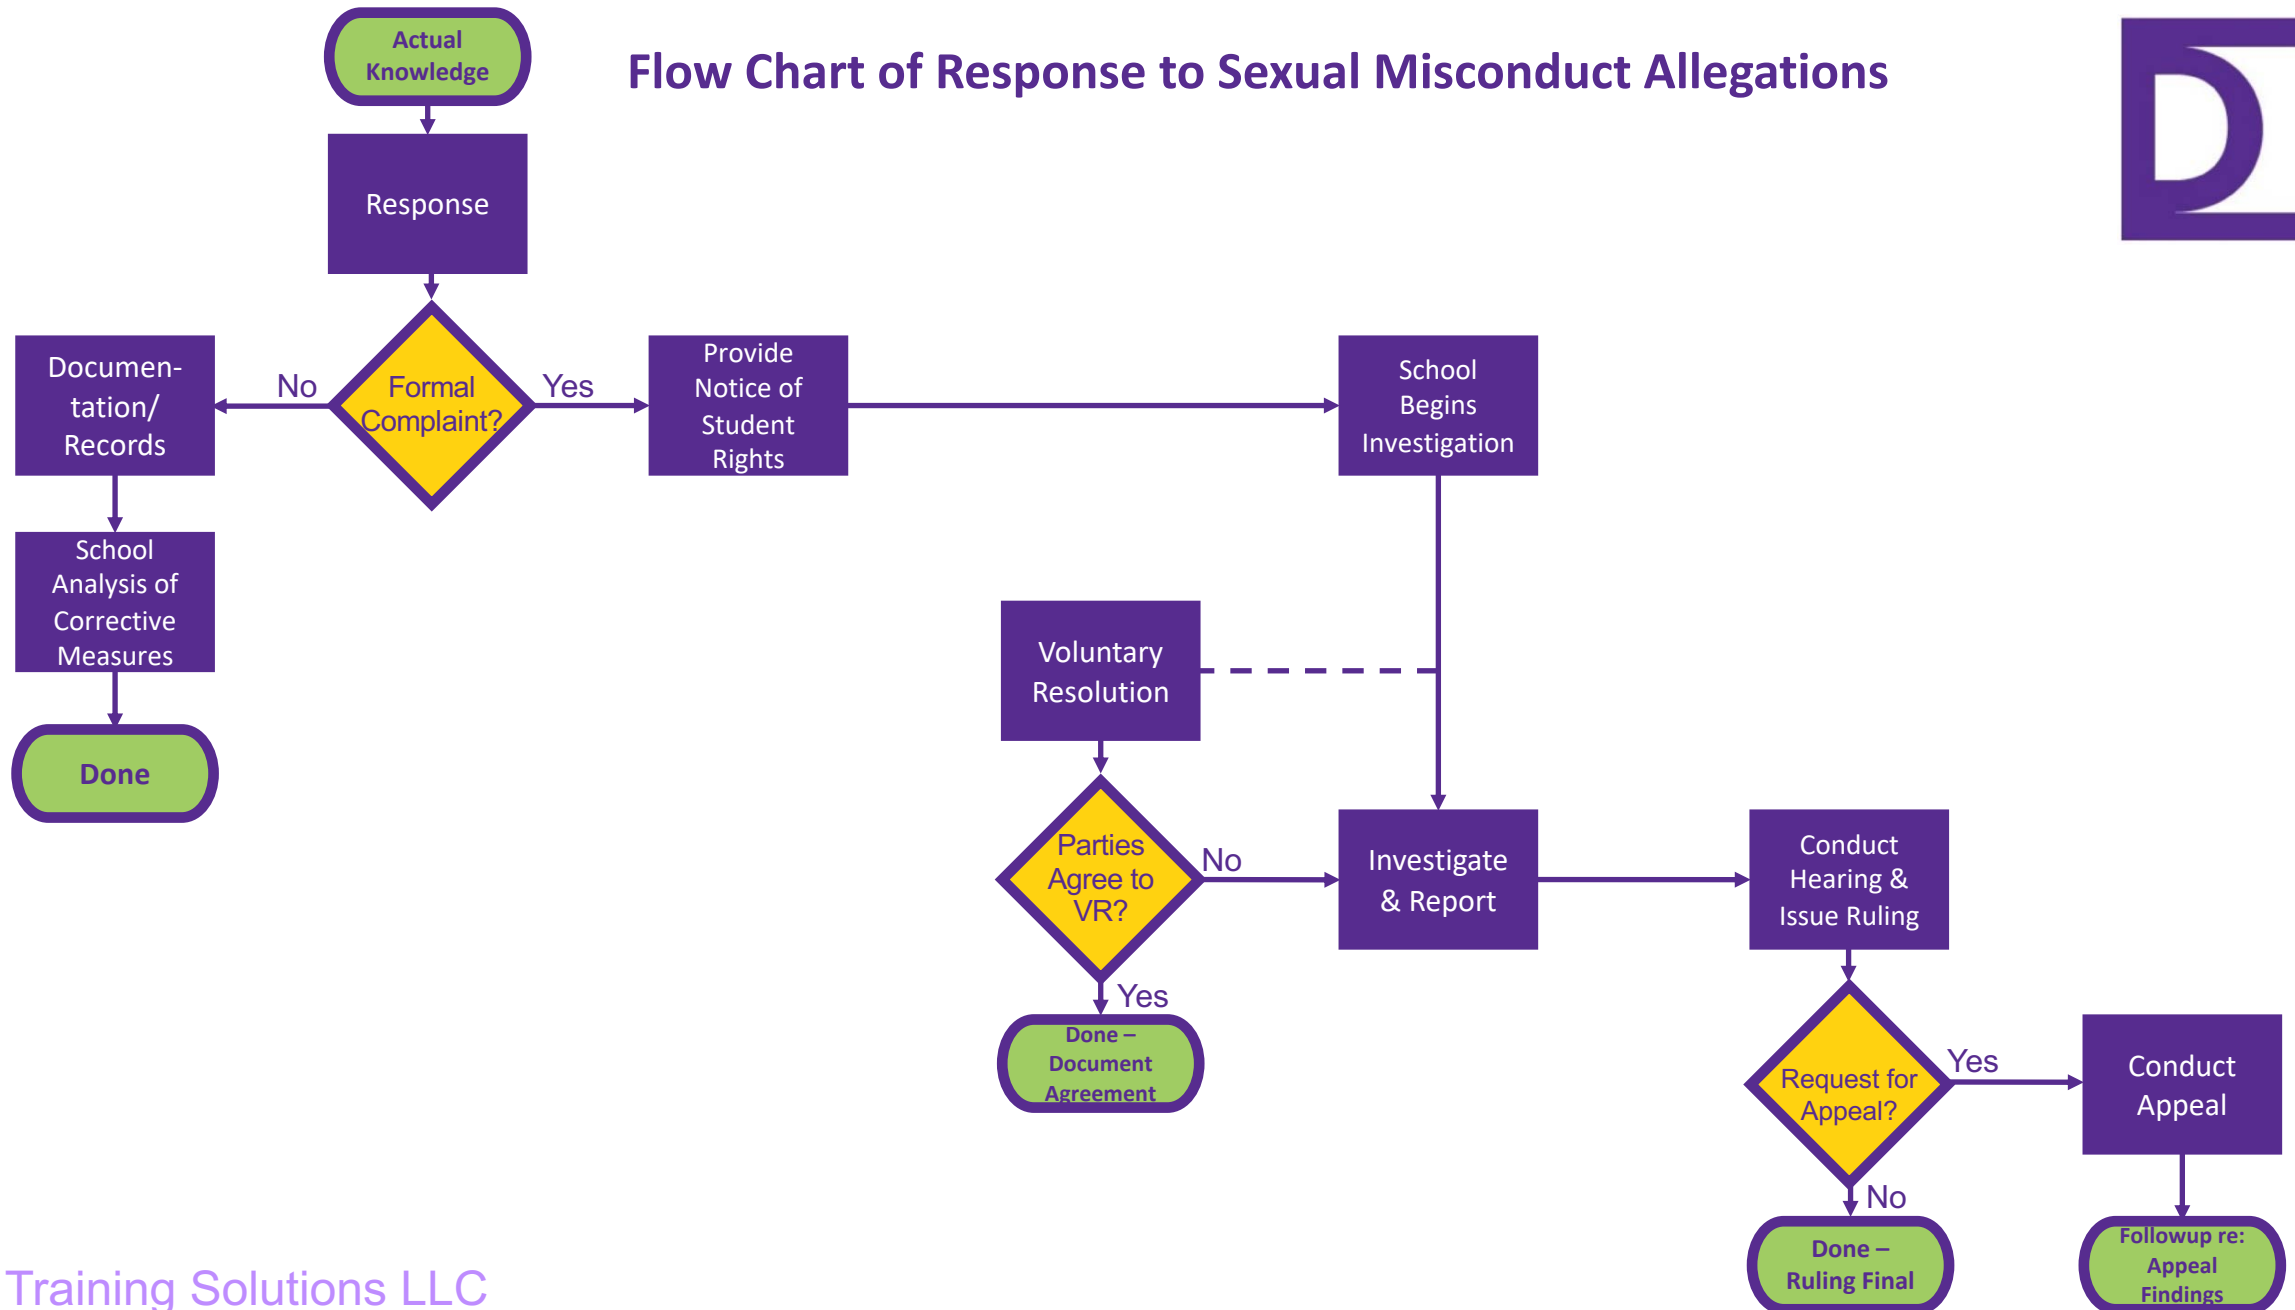 Actual
Knowledge
Flow Chart of Response to Sexual Misconduct Allegations
D
Response
Documen-
tation/
Records
No
Formal
Complaint?
Yes
Provide
Notice of
Student
Rights
School
Begins
Investigation
School
Analysis of
Corrective
Measures
Done
Voluntary
Resolution
Parties
Agree to
VR?
No
Yes
Done –
Document
Agreement
Investigate
& Report
Conduct
Hearing &
Issue Ruling
Request for
Appeal?
Yes
Conduct
Appeal
No
Done –
Ruling Final
Followup re:
Appeal
Findings
Training Solutions LLC